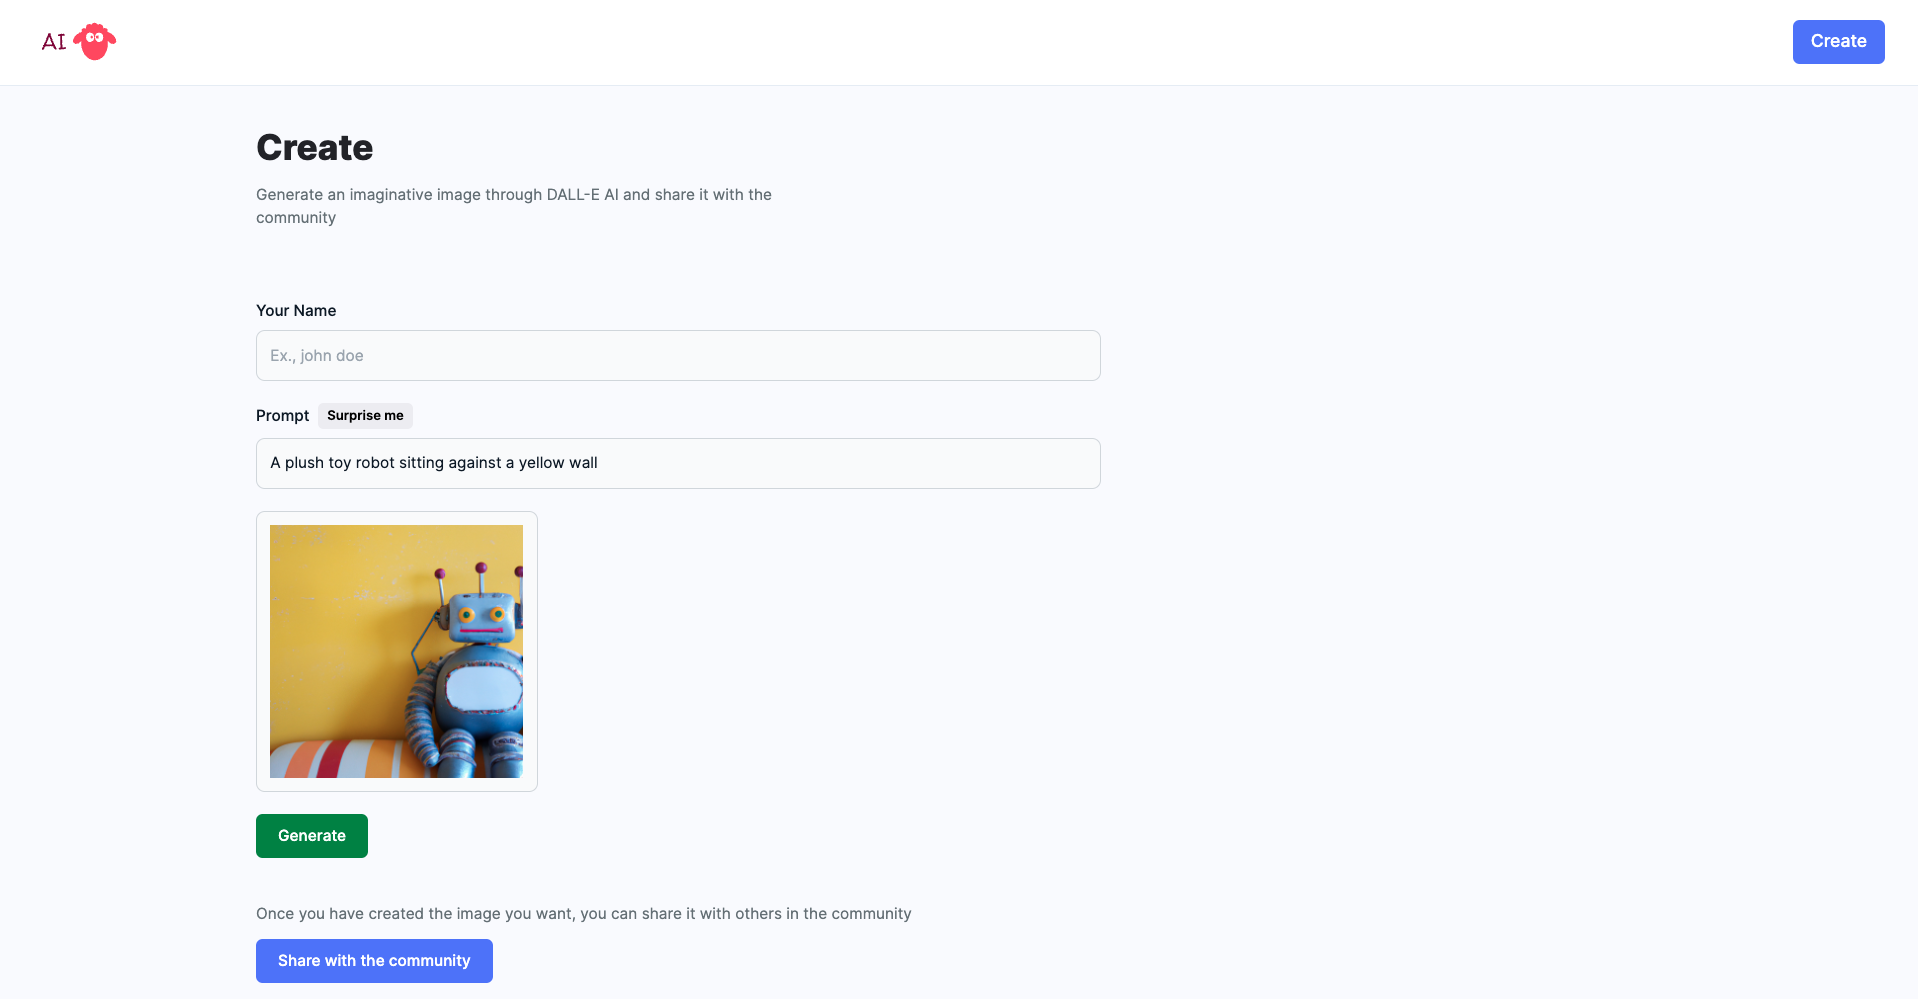 AI
Create
Create
Generate an imaginative image through DALL-E AI and share it with the
community
Your Name
Ex., john doe
Prompt Surprise me
A plush toy robot sitting against a yellow wall
Generate
Once you have created the image you want, you can share it with others in the community
Share with the community